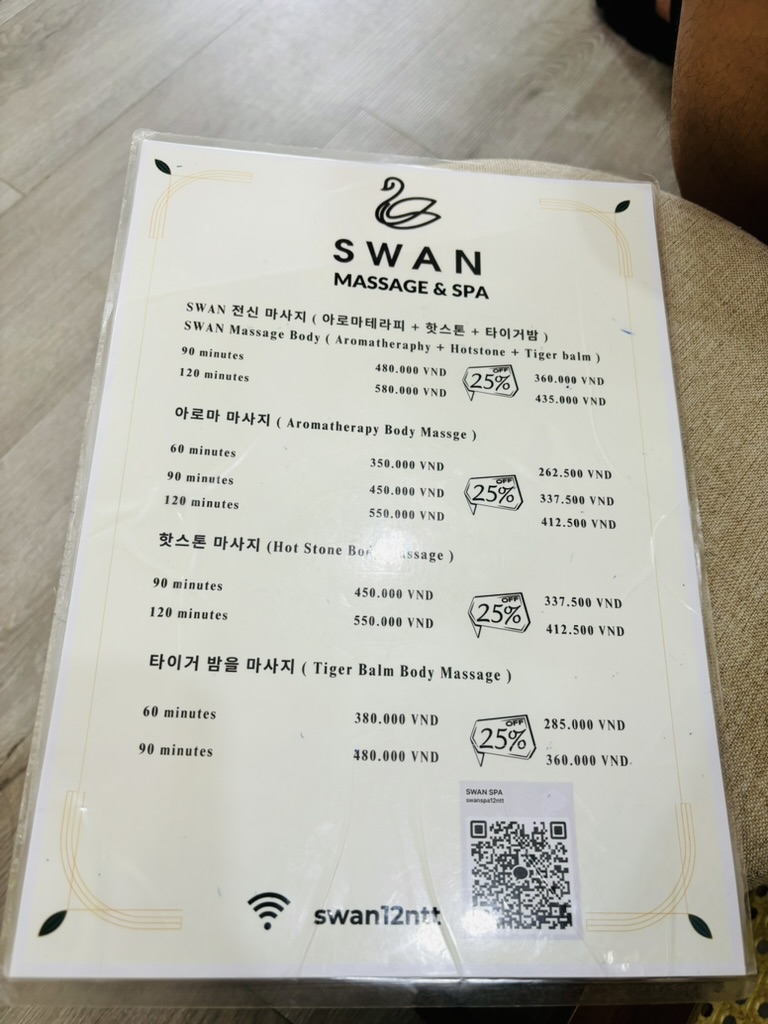 SWAN
MASSAGE & SPA
SWAN 전신 마사지 ( 아로마테라피 + 핫스톤 + 타이거밤 )
SWAN Massage Body ( Aromatheraphy + Hotstone + Tiger balm )
90 minutes 480.000 VND 25% OFF 360.000 VND
120 minutes 580.000 VND 435.000 VND
아로마 마사지 ( Aromatherapy Body Massge )
60 minutes 350.000 VND 262.500 VND
90 minutes 450.000 VND 25% OFF 337.500 VND
120 minutes 550.000 VND 412.500 VND
핫스톤 마사지 (Hot Stone Body Massage )
90 minutes 450.000 VND 25% OFF 337.500 VND
120 minutes 550.000 VND 412.500 VND
타이거 밤을 마사지 ( Tiger Balm Body Massage )
60 minutes 380.000 VND 25% OFF 285.000 VND
90 minutes 480.000 VND 360.000 VND
SWAN SPA
swanspa12ntt
swan12ntt